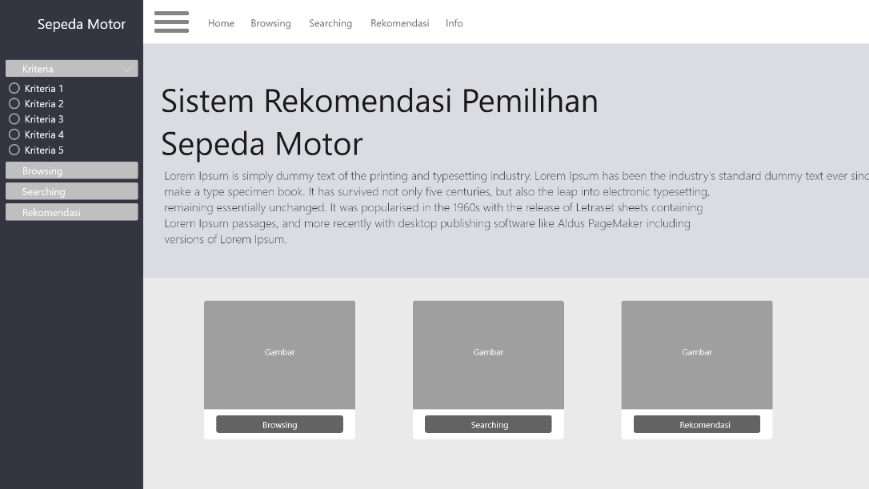 Sepeda Motor
Home Browsing Searching Rekomendasi Info
Kriteria
Kriteria 1
Kriteria 2
Kriteria 3
Kriteria 4
Kriteria 5
Browsing
Searching
Rekomendasi
Sistem Rekomendasi Pemilihan
Sepeda Motor
Lorem Ipsum is simply dummy text of the printing and typesetting industry. Lorem Ipsum has been the industry's standard dummy text ever sinc
make a type specimen book. It has survived not only five centuries, but also the leap into electronic typesetting,
remaining essentially unchanged. It was popularised in the 1960s with the release of Letraset sheets containing
Lorem Ipsum passages, and more recently with desktop publishing software like Aldus PageMaker including
versions of Lorem Ipsum.
Gambar
Browsing
Gambar
Searching
Gambar
Rekomendasi